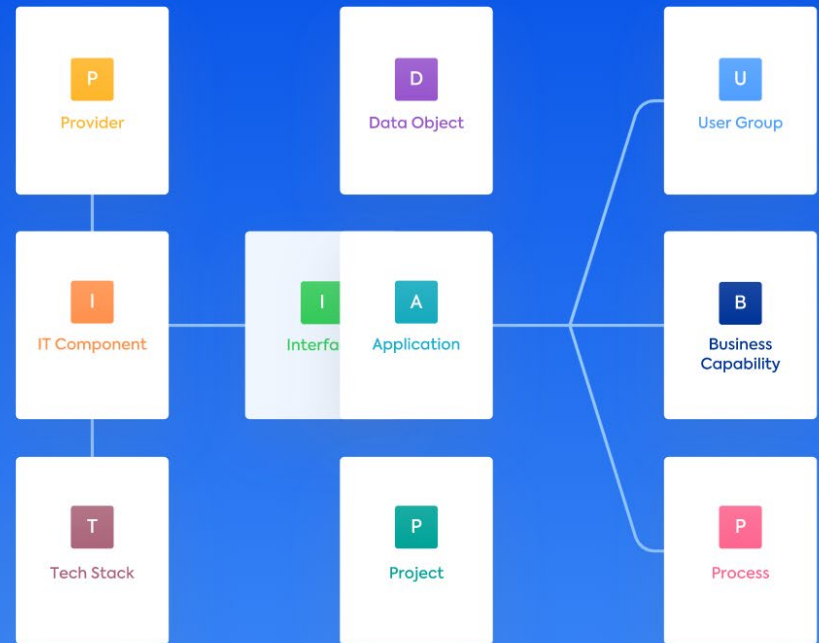 P
Provider
D
Data Object
U
User Group
I
IT Component
I
Interfa
A
Application
B
Business
Capability
T
Tech Stack
P
Project
P
Process